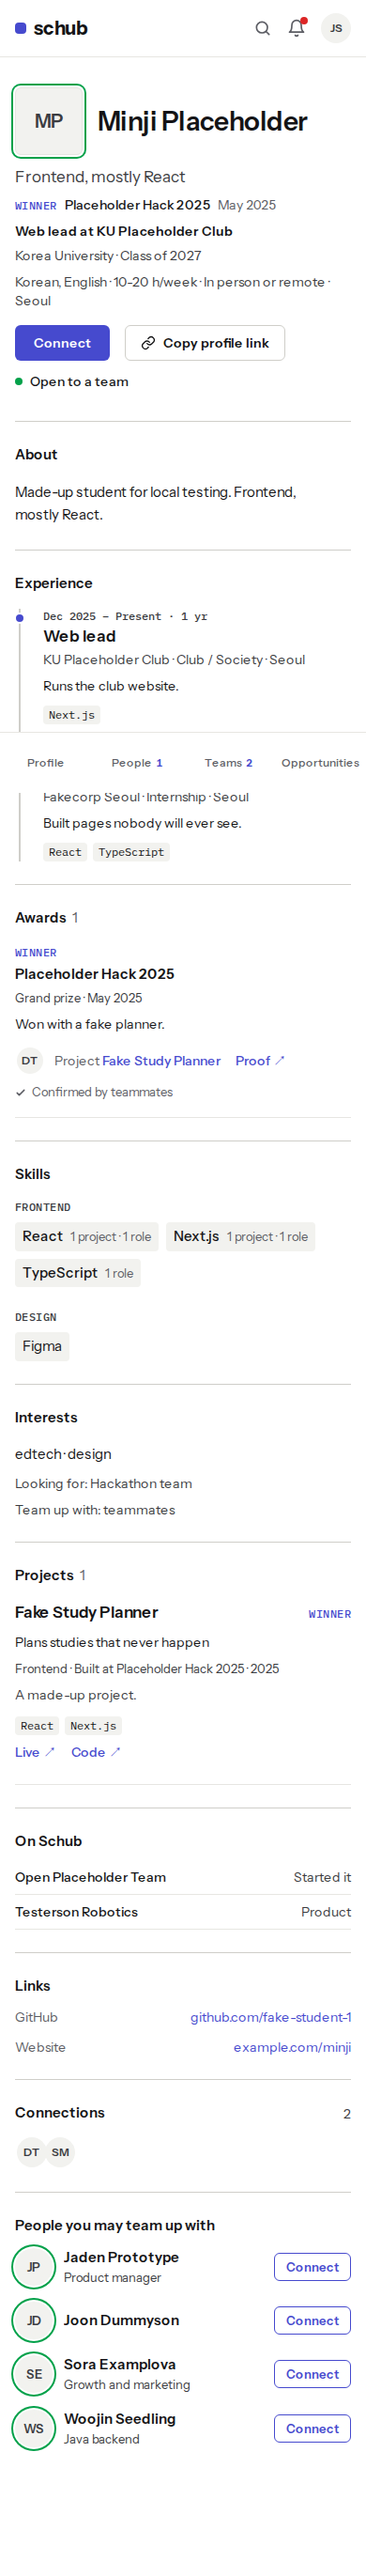 schub
JS
MP
Minji Placeholder
Frontend, mostly React
WINNER Placeholder Hack 2025 May 2025
Web lead at KU Placeholder Club
Korea University · Class of 2027
Korean, English · 10-20 h/week · In person or remote ·
Seoul
Connect
Copy profile link
Open to a team
About
Made-up student for local testing. Frontend,
mostly React.
Experience
Dec 2025 – Present · 1 yr
Web lead
KU Placeholder Club · Club / Society · Seoul
Runs the club website.
Next.js
Profile
People 1
Teams 2
Opportunities
Fakecorp Seoul · Internship · Seoul
Built pages nobody will ever see.
React TypeScript
Awards 1
WINNER
Placeholder Hack 2025
Grand prize · May 2025
Won with a fake planner.
DT Project Fake Study Planner Proof ↗
✓ Confirmed by teammates
Skills
FRONTEND
React 1 project · 1 role Next.js 1 project · 1 role
TypeScript 1 role
DESIGN
Figma
Interests
edtech · design
Looking for: Hackathon team
Team up with: teammates
Projects 1
Fake Study Planner WINNER
Plans studies that never happen
Frontend · Built at Placeholder Hack 2025 · 2025
A made-up project.
React Next.js
Live ↗ Code ↗
On Schub
Open Placeholder Team Started it
Testerson Robotics Product
Links
GitHub github.com/fake-student-1
Website example.com/minji
Connections 2
DT SM
People you may team up with
JP Jaden Prototype Connect
Product manager
JD Joon Dummyson Connect
SE Sora Examplova Connect
Growth and marketing
WS Woojin Seedling Connect
Java backend